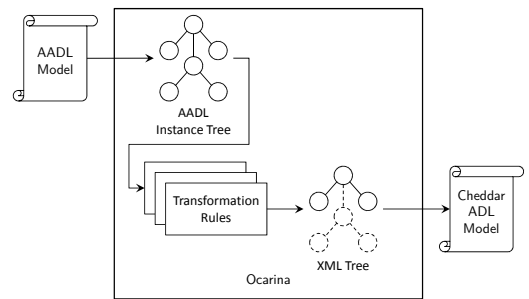 AADL
Model
AADL
Instance Tree
Transformation
Rules
XML Tree
Cheddar
ADL
Model
Ocarina